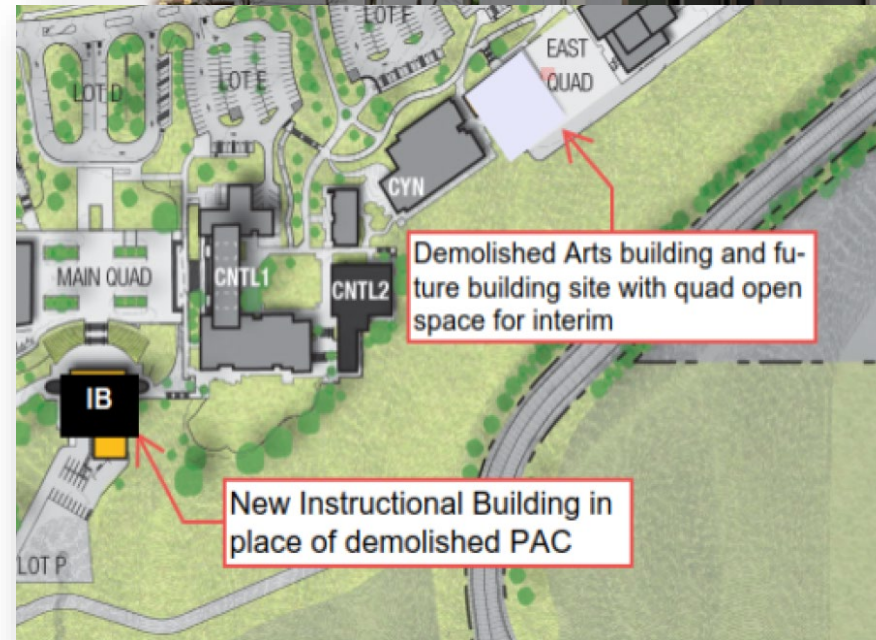 LOT F
EAST
QUAD
LOT D
LOT E
CYN
Demolished Arts building and fu-
ture building site with quad open
space for interim
MAIN QUAD
CNTL1
CNTL2
IB
New Instructional Building in
place of demolished PAC
LOT P